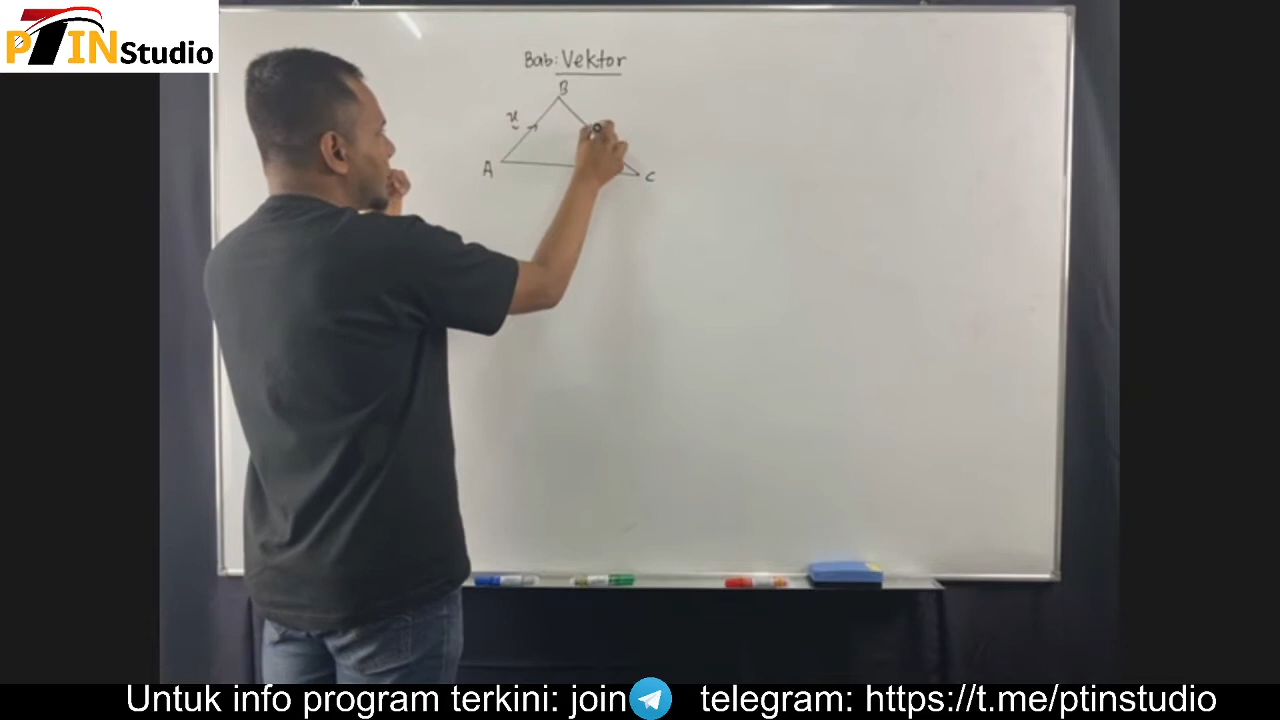 PTIN Studio
Bab: Vektor
B
u
A
C
Untuk info program terkini: join telegram: https://t.me/ptinstudio